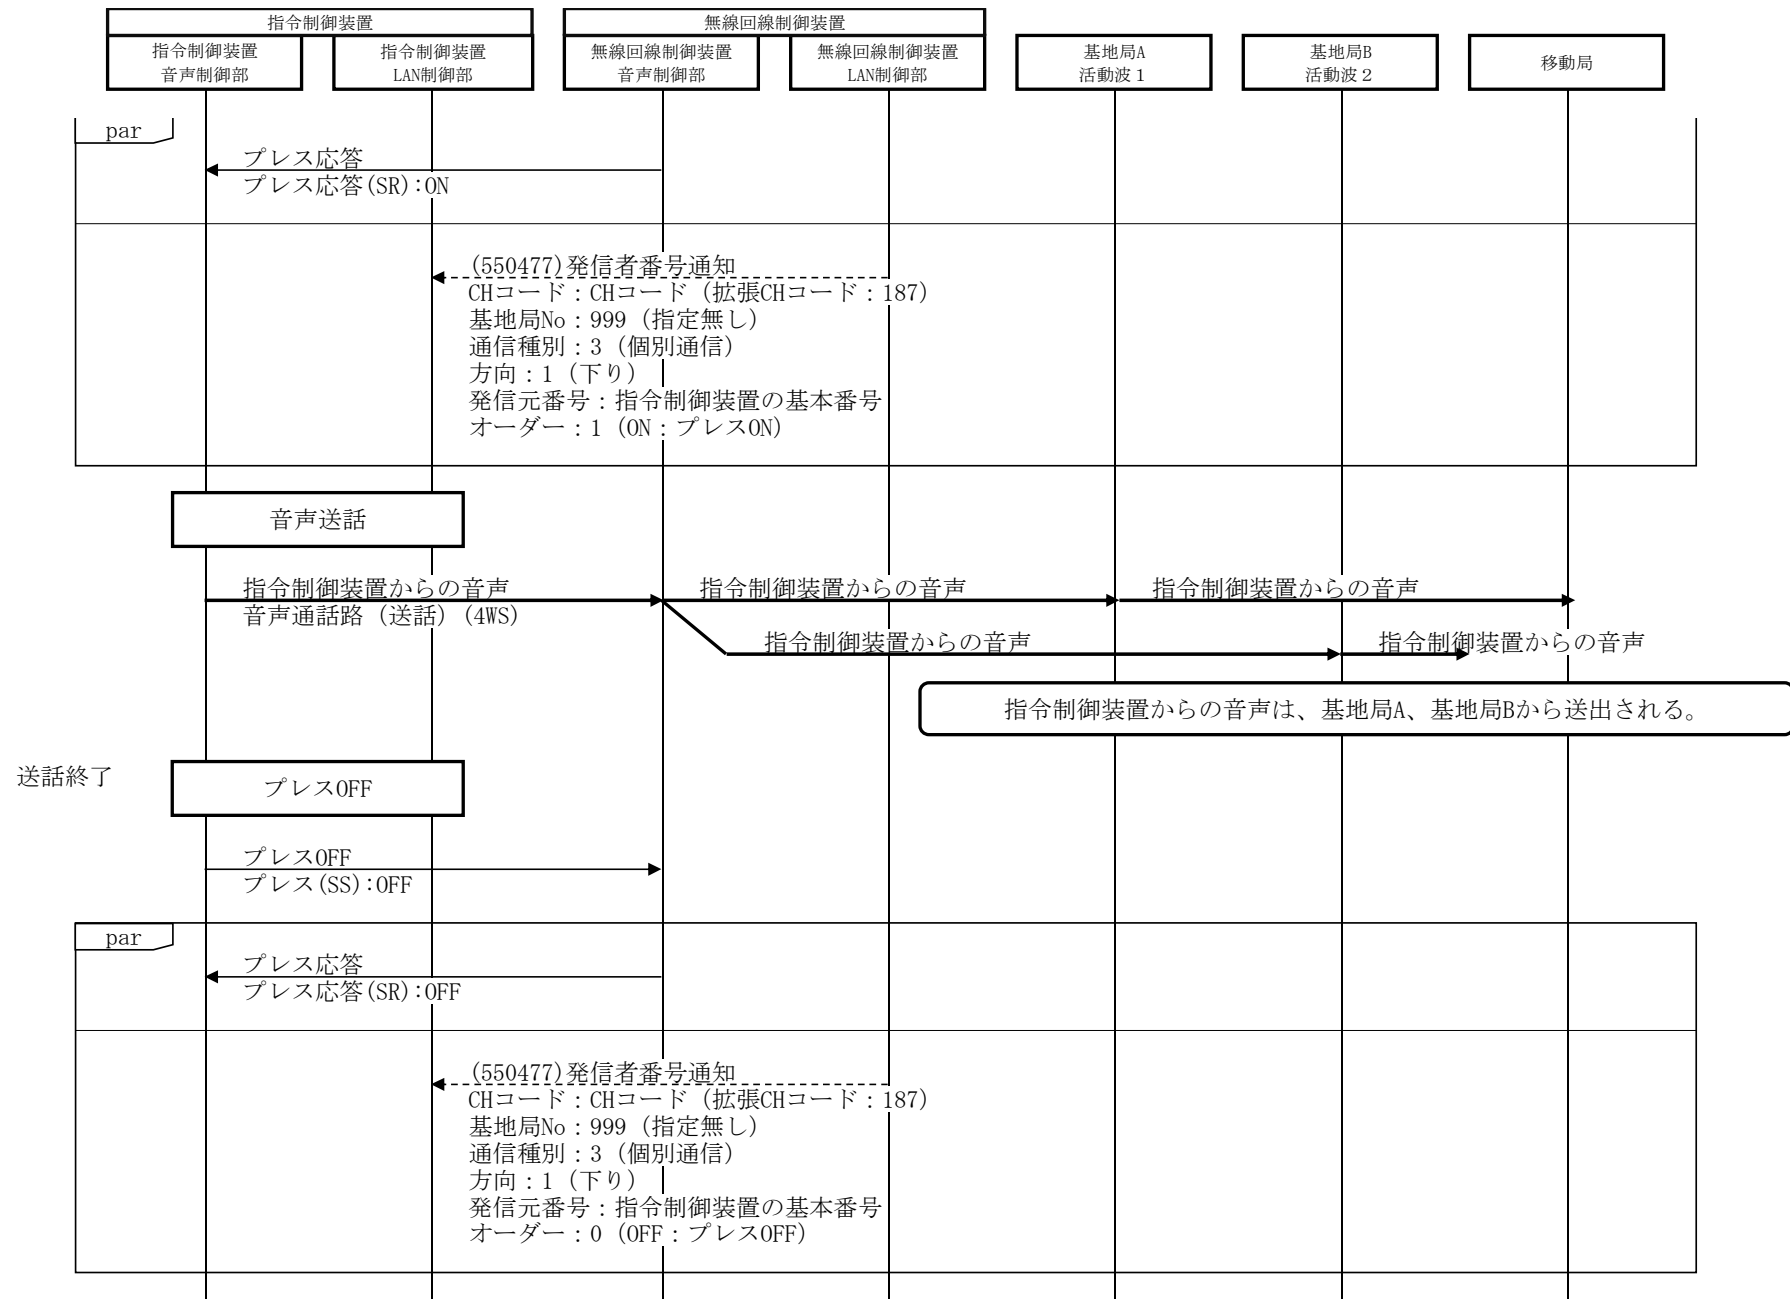 指令制御装置
無線回線制御装置
指令制御装置
音声制御部
指令制御装置
LAN制御部
無線回線制御装置
音声制御部
無線回線制御装置
LAN制御部
基地局A
活動波１
基地局B
活動波２
移動局
par
プレス応答
プレス応答(SR):ON
(550477)発信者番号通知
CHコード：CHコード（拡張CHコード：187）
基地局No：999（指定無し）
通信種別：3（個別通信）
方向：1（下り）
発信元番号：指令制御装置の基本番号
オーダー：1（ON：プレスON）
音声送話
指令制御装置からの音声
音声通話路（送話）(4WS)
指令制御装置からの音声
指令制御装置からの音声
指令制御装置からの音声
指令制御装置からの音声
指令制御装置からの音声は、基地局A、基地局Bから送出される。
送話終了
プレスOFF
プレスOFF
プレス(SS):OFF
par
プレス応答
プレス応答(SR):OFF
(550477)発信者番号通知
CHコード：CHコード（拡張CHコード：187）
基地局No：999（指定無し）
通信種別：3（個別通信）
方向：1（下り）
発信元番号：指令制御装置の基本番号
オーダー：0（OFF：プレスOFF）